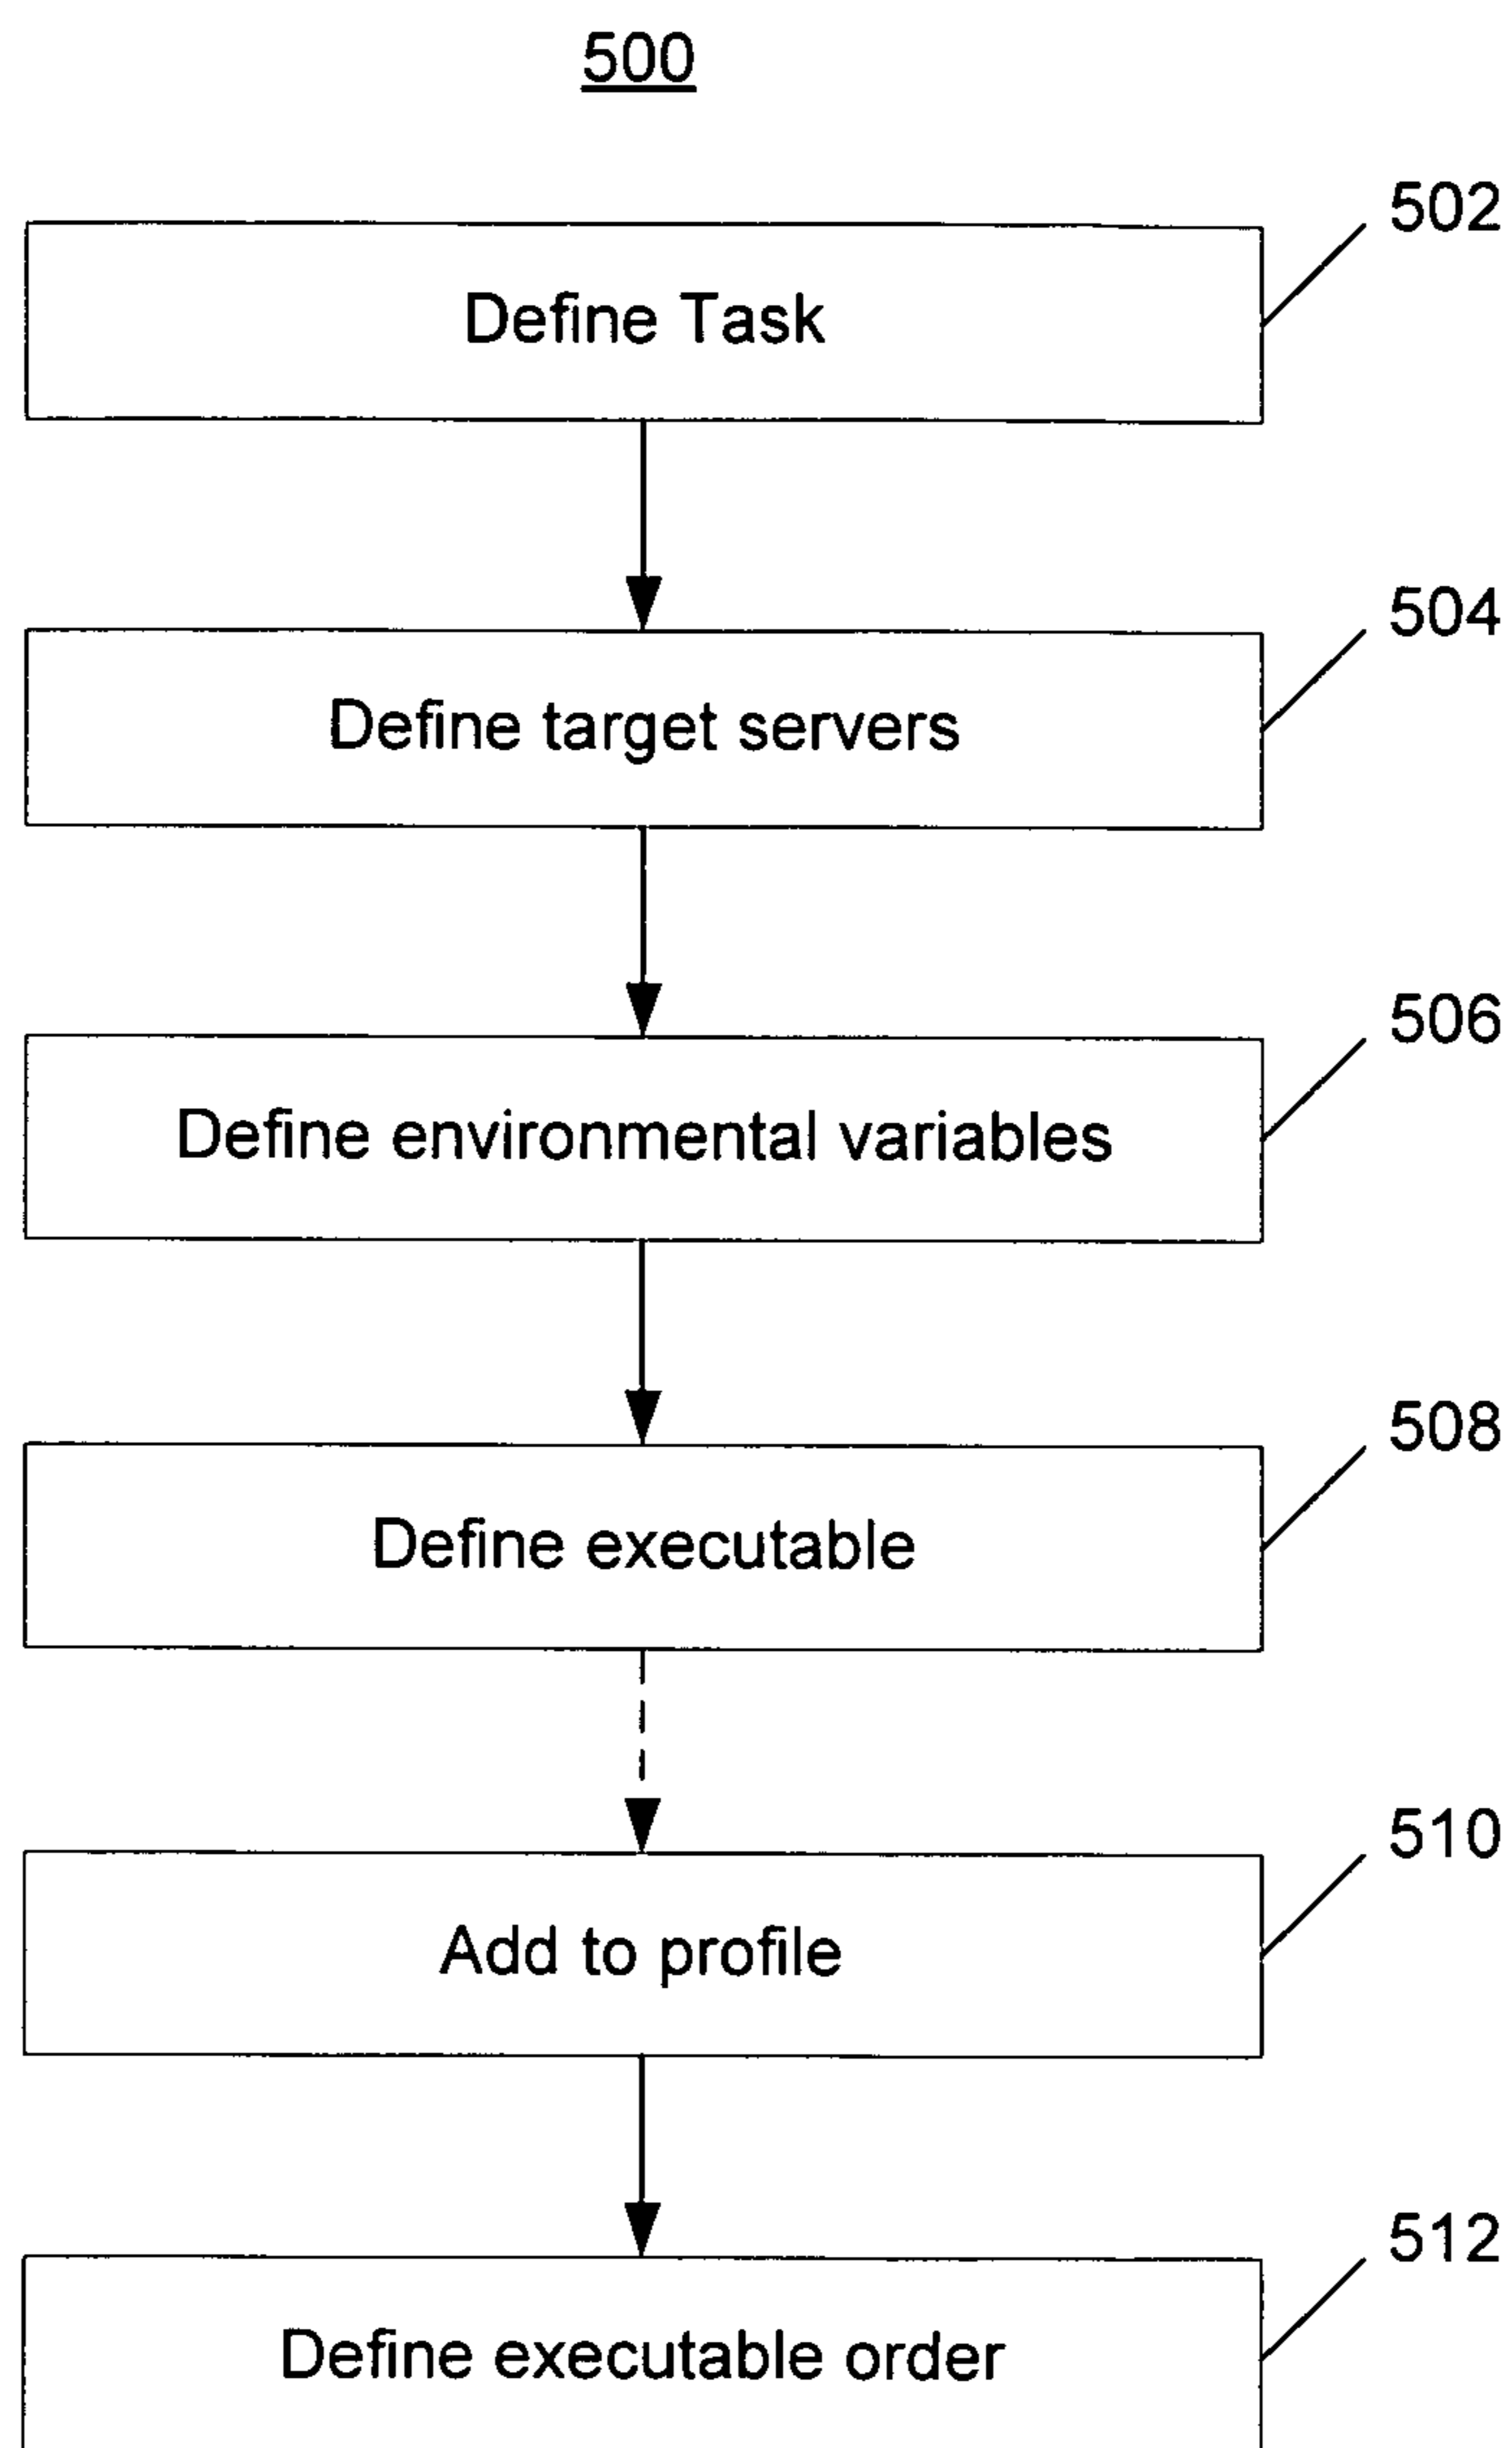 500
502
Define Task
504
Define target servers
506
Define environmental variables
508
Define executable
510
Add to profile
512
Define executable order